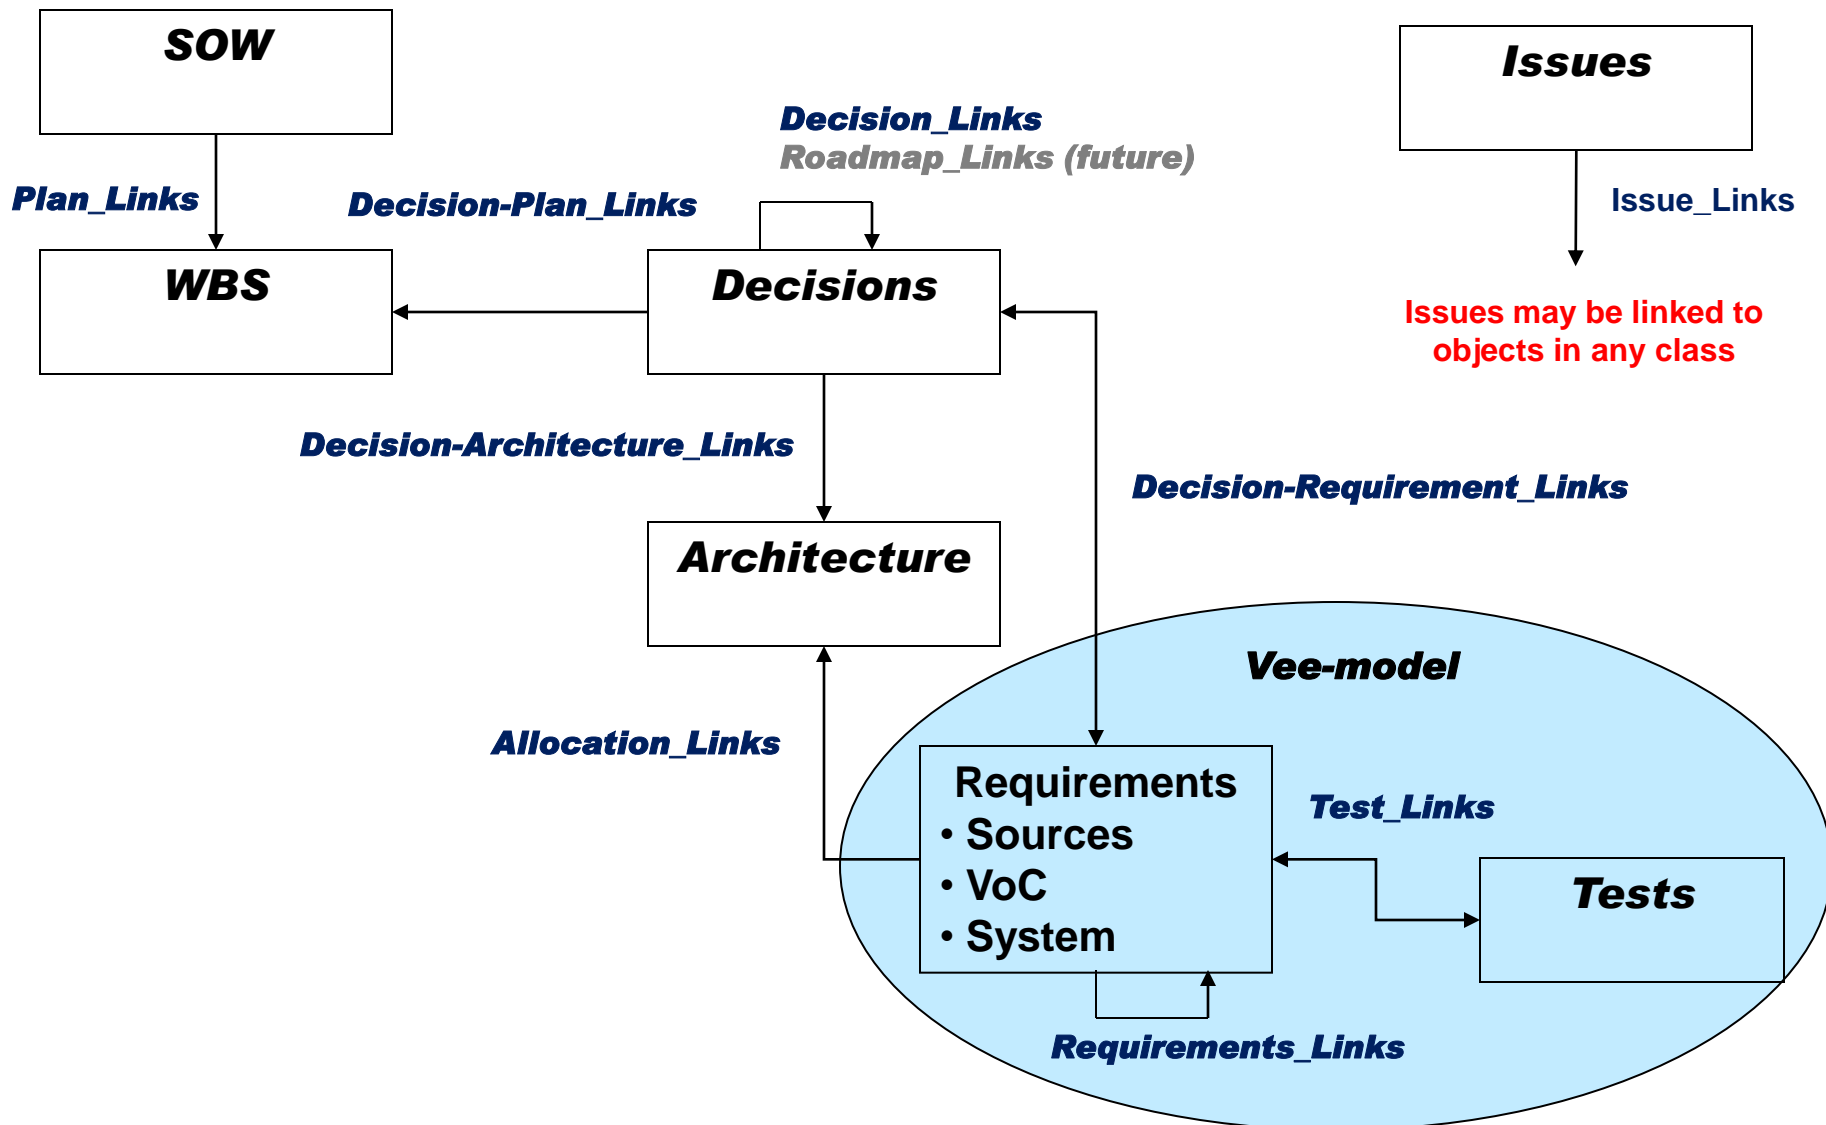 SOW
Issues
Decision_Links
Roadmap_Links (future)
Plan_Links
Decision-Plan_Links
Issue_Links
WBS
Decisions
Issues may be linked to
objects in any class
Decision-Architecture_Links
Decision-Requirement_Links
Architecture
Vee-model
Allocation_Links
Requirements
• Sources
• VoC
• System
Test_Links
Tests
Requirements_Links